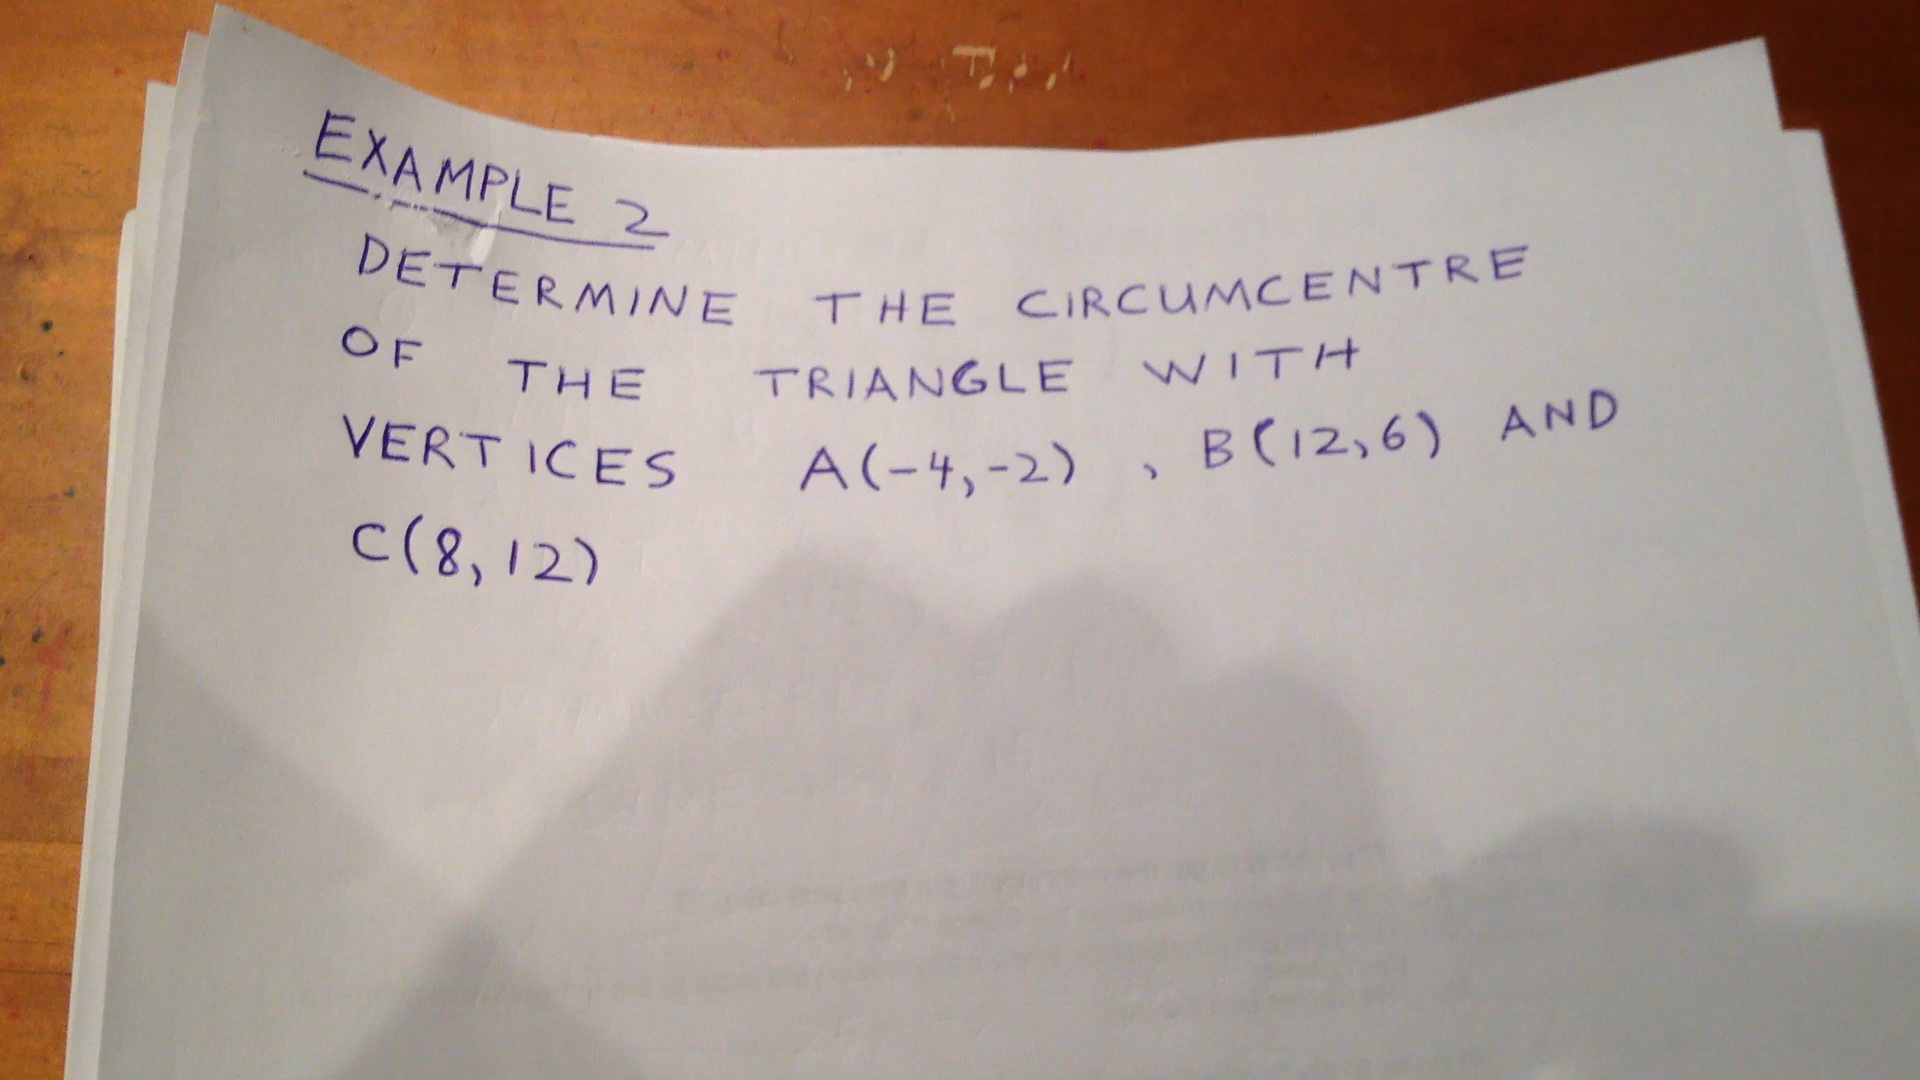 EXAMPLE 2
DETERMINE THE CIRCUMCENTRE
OF THE TRIANGLE WITH
VERTICES A(-4,-2) , B(12,6) AND
C(8,12)